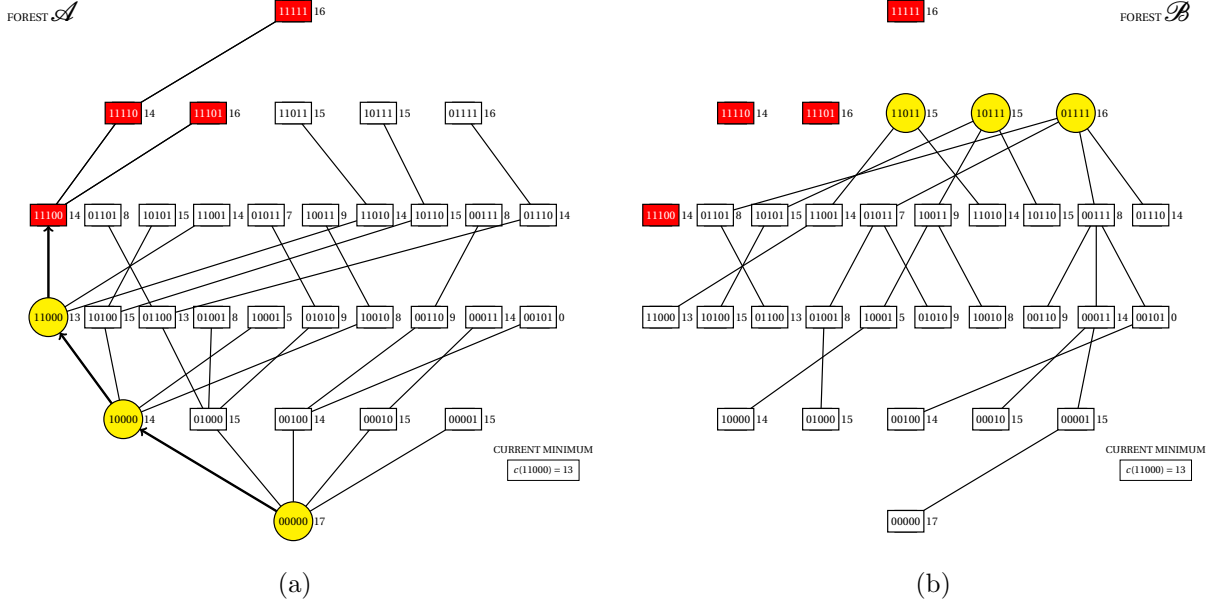 FOREST 𝒜
11111 16
11110 14 11101 16 11011 15 10111 15 01111 16
11100 14 01101 8 10101 15 11001 14 01011 7 10011 9 11010 14 10110 15 00111 8 01110 14
11000 13 10100 15 01100 13 01001 8 10001 5 01010 9 10010 8 00110 9 00011 14 00101 0
10000 14 01000 15 00100 14 00010 15 00001 15
CURRENT MINIMUM
c(11000) = 13
00000 17
(a)
FOREST ℬ
11111 16
11110 14 11101 16 11011 15 10111 15 01111 16
11100 14 01101 8 10101 15 11001 14 01011 7 10011 9 11010 14 10110 15 00111 8 01110 14
11000 13 10100 15 01100 13 01001 8 10001 5 01010 9 10010 8 00110 9 00011 14 00101 0
10000 14 01000 15 00100 14 00010 15 00001 15
CURRENT MINIMUM
c(11000) = 13
00000 17
(b)